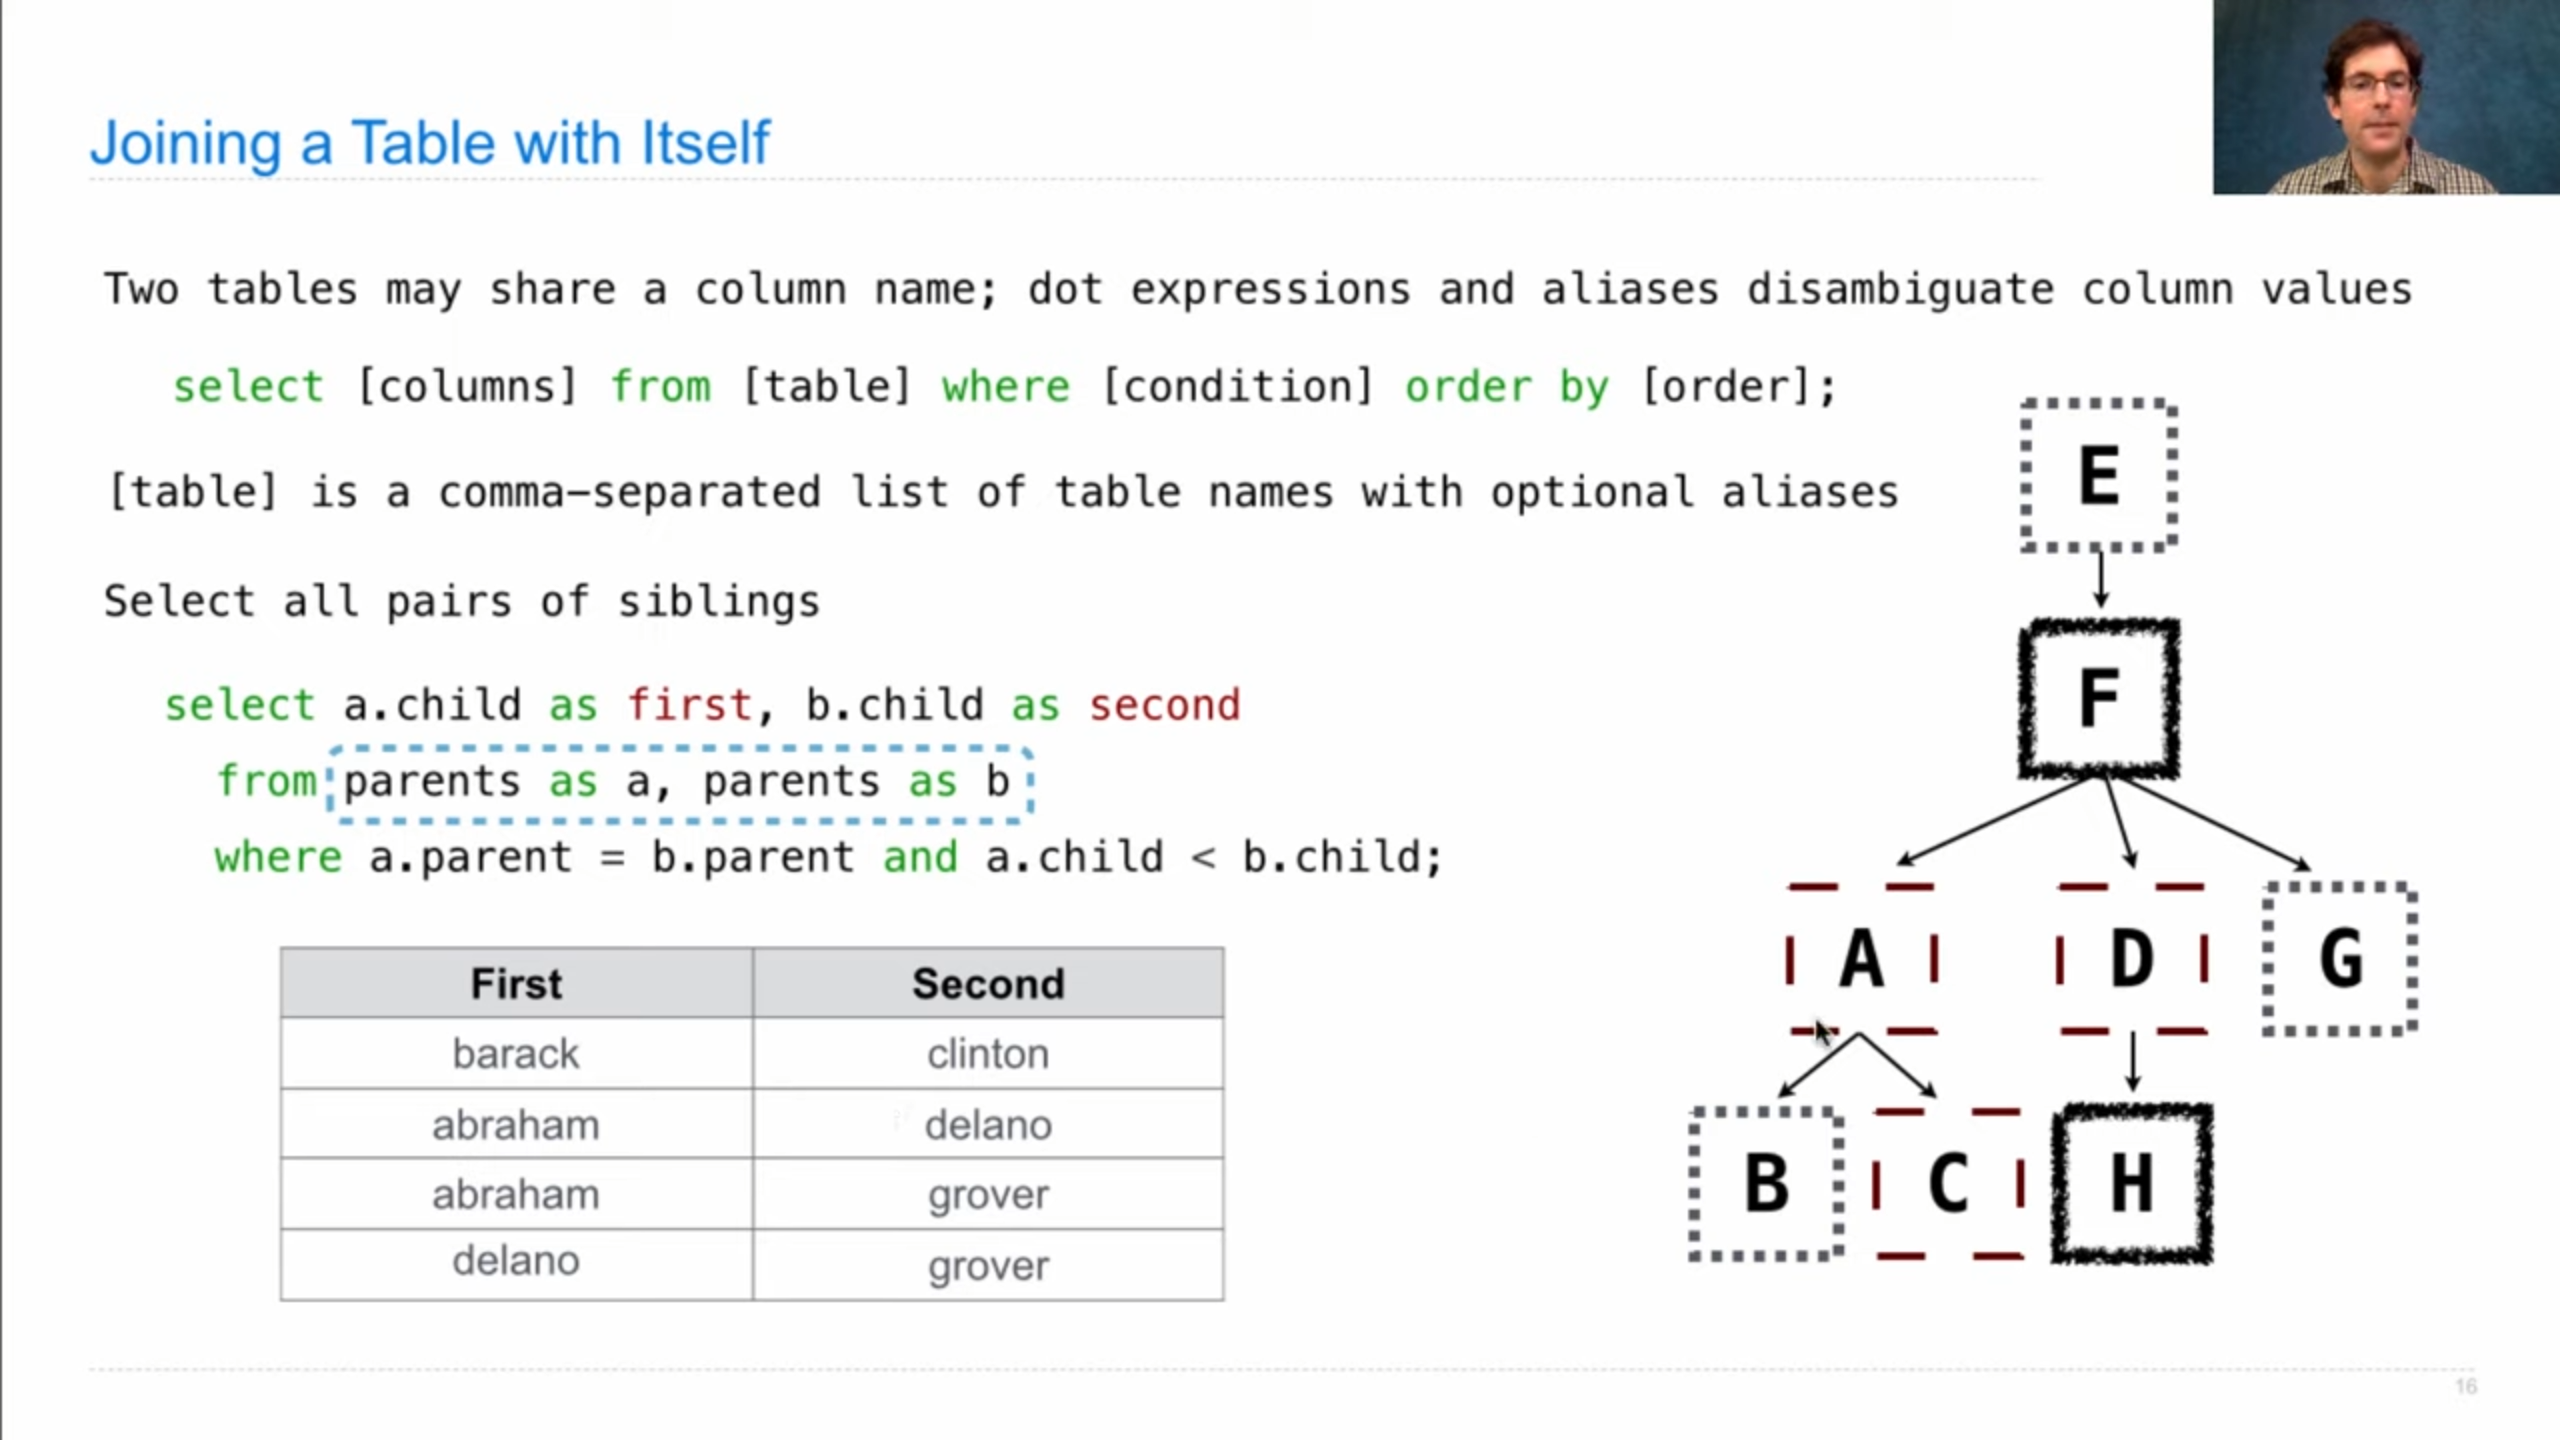 Joining a Table with Itself
Two tables may share a column name; dot expressions and aliases disambiguate column values
select [columns] from [table] where [condition] order by [order];
[table] is a comma-separated list of table names with optional aliases
Select all pairs of siblings
select a.child as first, b.child as second
from parents as a, parents as b
where a.parent = b.parent and a.child < b.child;
First Second
barack clinton
abraham delano
abraham grover
delano grover
E
F
A D G
B C H
16